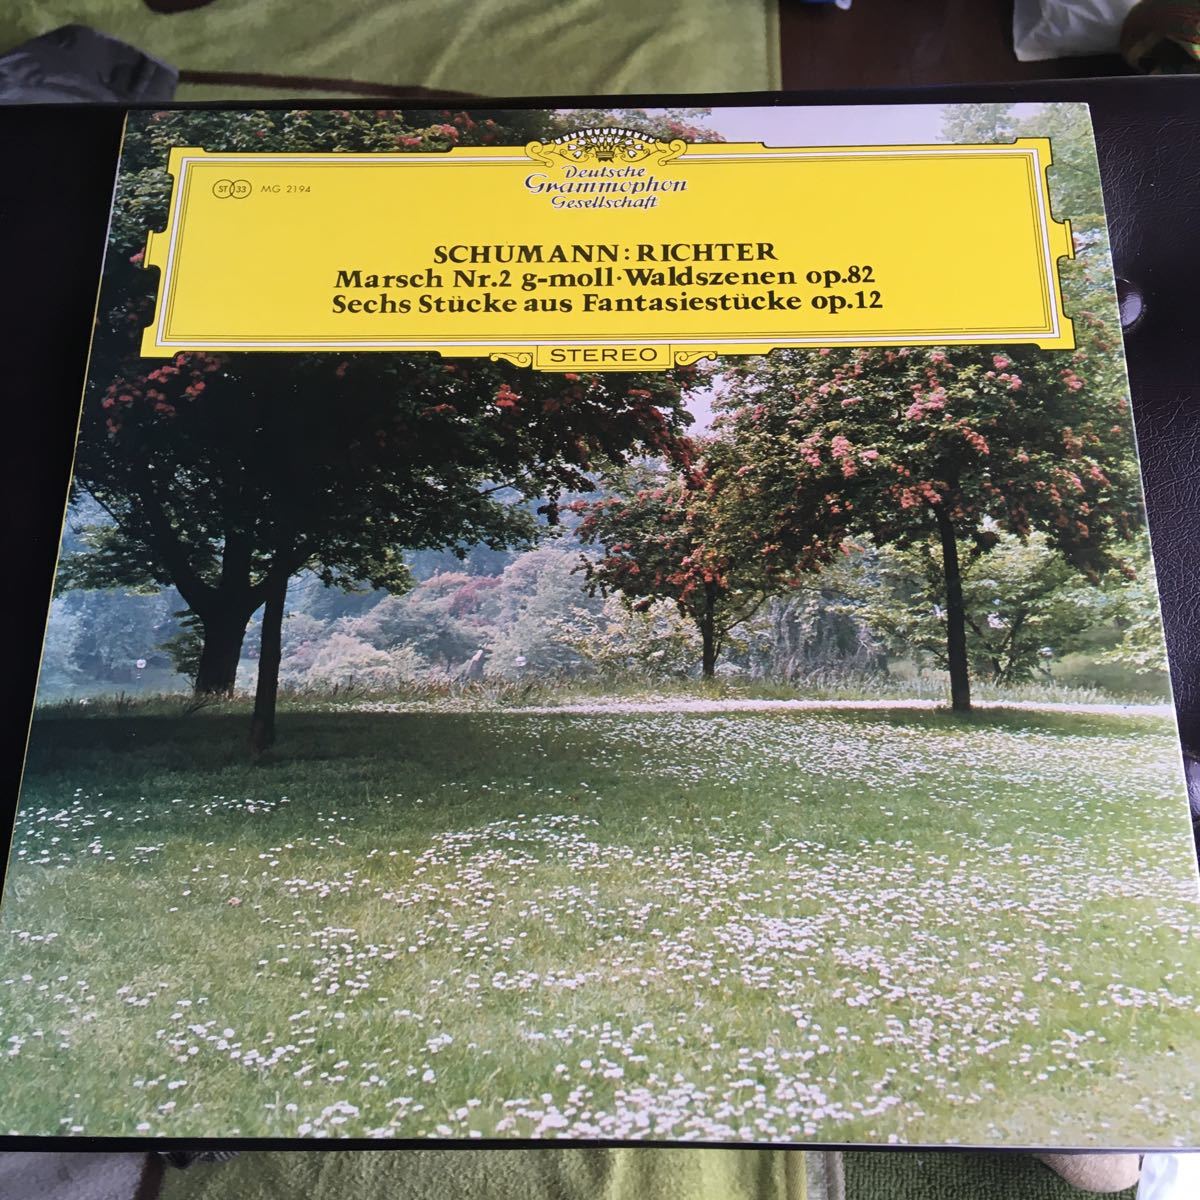 ST 33 MG 2194
Deutsche
Grammophon
Gesellschaft
SCHUMANN:RICHTER
Marsch Nr.2 g-moll·Waldszenen op.82
Sechs Stücke aus Fantasiestücke op.12
STEREO